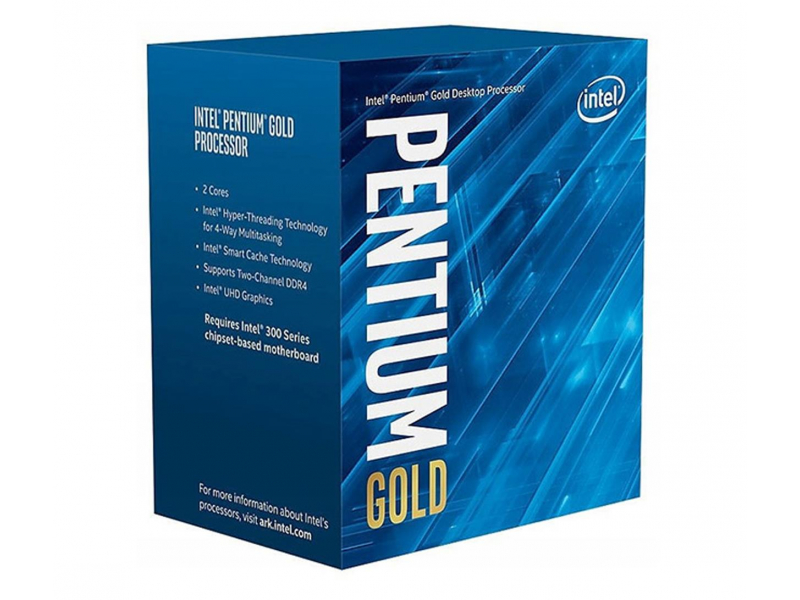 INTEL® PENTIUM® GOLD
PROCESSOR
• 2 Cores
• Intel® Hyper-Threading Technology
for 4-Way Multitasking
• Intel® Smart Cache Technology
• Supports Two-Channel DDR4
• Intel® UHD Graphics
Requires Intel® 300 Series
chipset-based motherboard
For more information about Intel's
processors, visit ark.intel.com
Intel® Pentium® Gold Desktop Processor
intel®
PENTIUM
GOLD